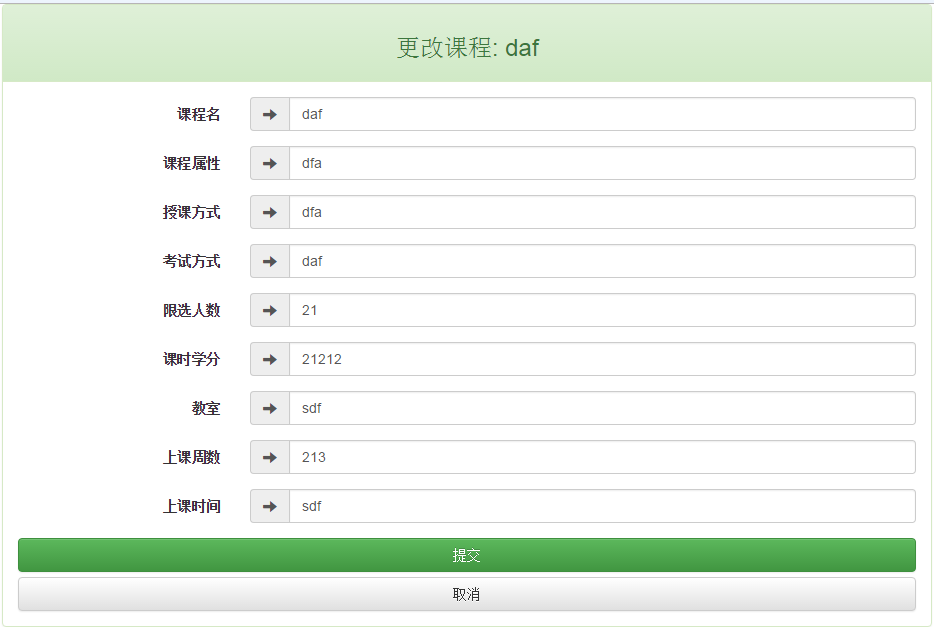 更改课程: daf
课程名 daf
课程属性 dfa
授课方式 dfa
考试方式 daf
限选人数 21
课时学分 21212
教室 sdf
上课周数 213
上课时间 sdf
提交
取消